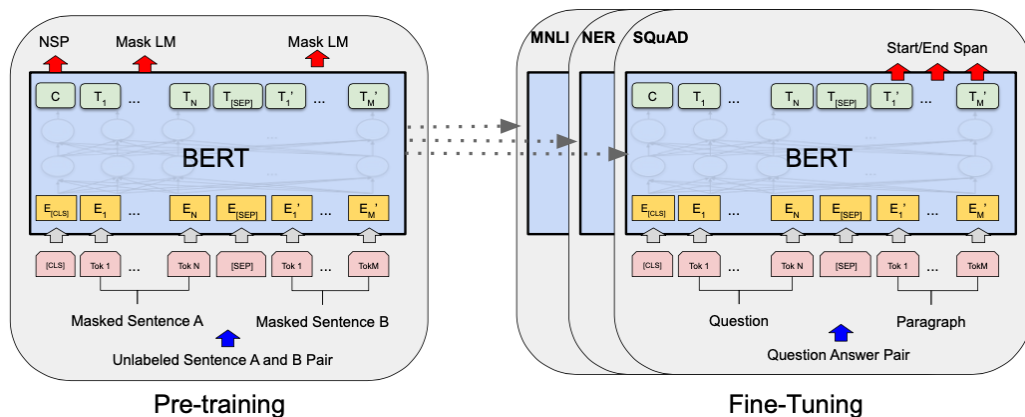 NSP Mask LM Mask LM
C T1 ... TN T[SEP] T1' ... TM'
BERT
E[CLS] E1 ... EN E[SEP] E1' ... EM'
[CLS] Tok 1 ... Tok N [SEP] Tok 1 ... TokM
Masked Sentence A Masked Sentence B
Unlabeled Sentence A and B Pair
Pre-training
MNLI NER SQuAD
Start/End Span
C T1 ... TN T[SEP] T1' ... TM'
BERT
E[CLS] E1 ... EN E[SEP] E1' ... EM'
[CLS] Tok 1 ... Tok N [SEP] Tok 1 ... TokM
Question Paragraph
Question Answer Pair
Fine-Tuning